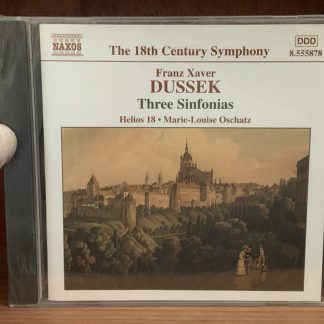 NAXOS
The 18th Century Symphony
DDD
8.555878
Franz Xaver
DUSSEK
Three Sinfonias
Helios 18 • Marie-Louise Oschatz